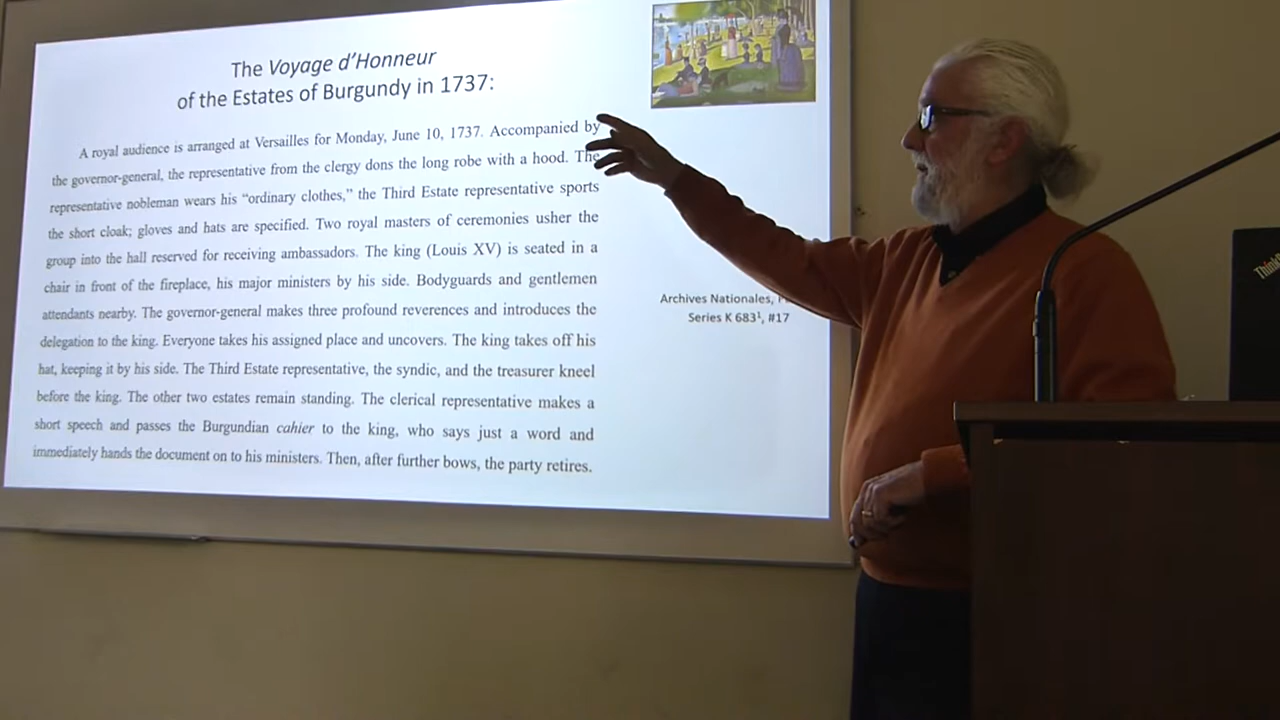 The Voyage d'Honneur
of the Estates of Burgundy in 1737:
A royal audience is arranged at Versailles for Monday, June 10, 1737. Accompanied by
the governor-general, the representative from the clergy dons the long robe with a hood. The
representative nobleman wears his “ordinary clothes,” the Third Estate representative sports
the short cloak; gloves and hats are specified. Two royal masters of ceremonies usher the
group into the hall reserved for receiving ambassadors. The king (Louis XV) is seated in a
chair in front of the fireplace, his major ministers by his side. Bodyguards and gentlemen
attendants nearby. The governor-general makes three profound reverences and introduces the
delegation to the king. Everyone takes his assigned place and uncovers. The king takes off his
hat, keeping it by his side. The Third Estate representative, the syndic, and the treasurer kneel
before the king. The other two estates remain standing. The clerical representative makes a
short speech and passes the Burgundian cahier to the king, who says just a word and
immediately hands the document on to his ministers. Then, after further bows, the party retires.
Archives Nationales,
Series K 683¹, #17